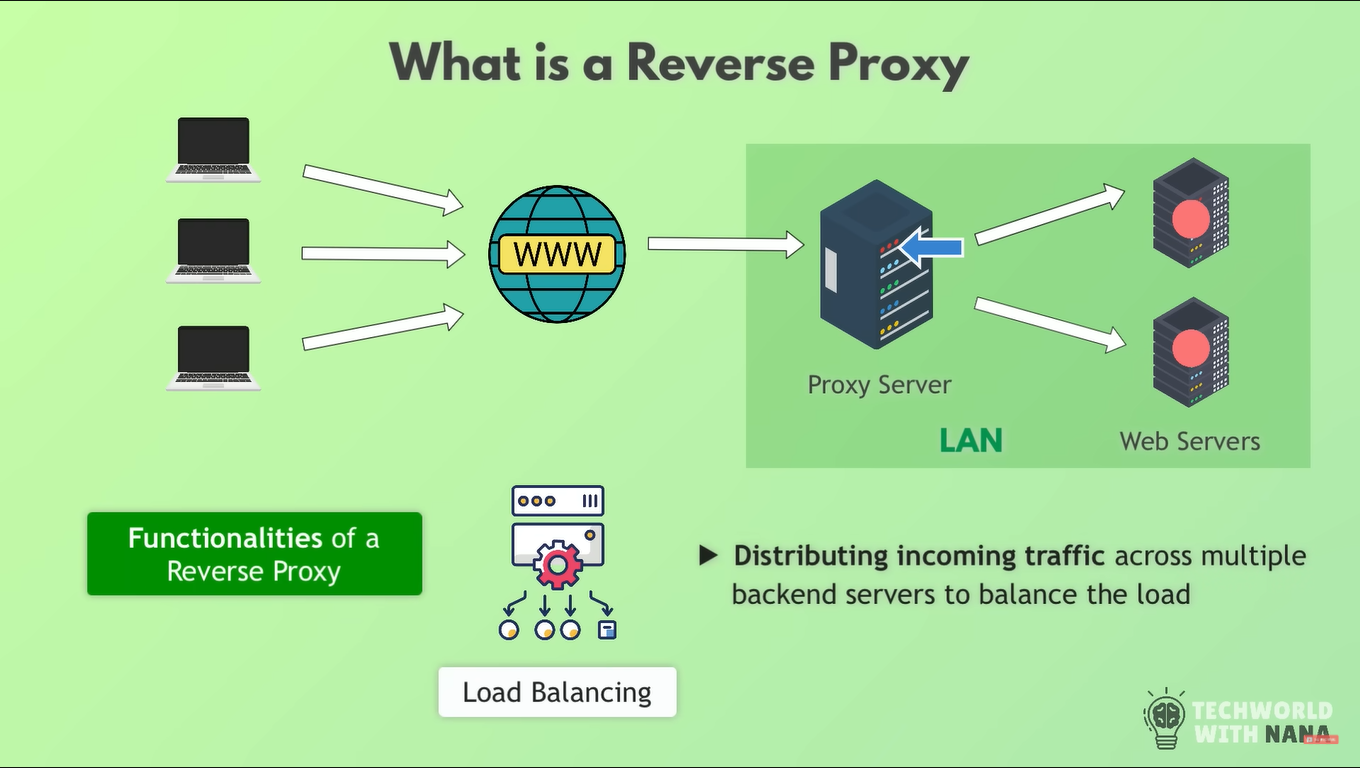 What is a Reverse Proxy
WWW
Proxy Server
LAN
Web Servers
Functionalities of a
Reverse Proxy
▶ Distributing incoming traffic across multiple
backend servers to balance the load
Load Balancing
TECHWORLD
WITH NANA